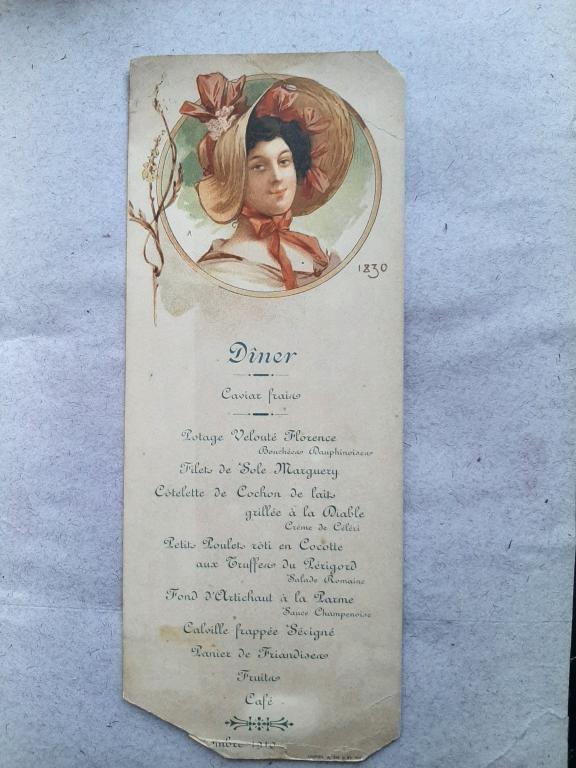 1830
Dîner
Caviar frais
Potage Velouté Florence
Bouchées Dauphinoises
Filets de Sole Marguery
Côtelette de Cochon de lait
grillée à la Diable
Crème de Céleri
Petits Poulets rôti en Cocotte
aux Truffes du Périgord
Salade Romaine
Fond d'Artichaut à la Parme
Sauce Champenoise
Calville frappée Sévigné
Panier de Friandises
Fruits
Café
mbre 1910